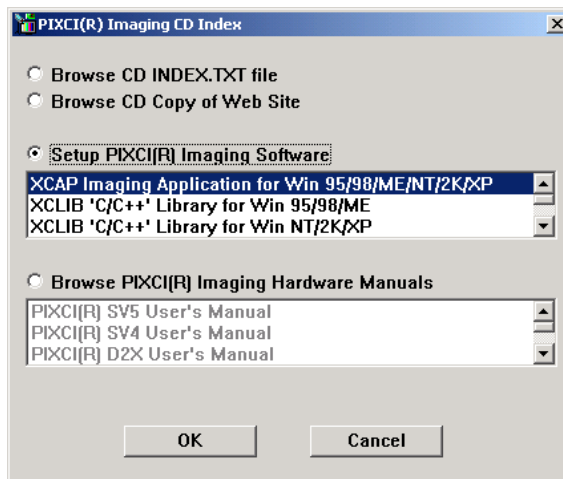 PIXCI(R) Imaging CD Index
Browse CD INDEX.TXT file
Browse CD Copy of Web Site
Setup PIXCI(R) Imaging Software
XCAP Imaging Application for Win 95/98/ME/NT/2K/XP
XCLIB 'C/C++' Library for Win 95/98/ME
XCLIB 'C/C++' Library for Win NT/2K/XP
Browse PIXCI(R) Imaging Hardware Manuals
PIXCI(R) SV5 User's Manual
PIXCI(R) SV4 User's Manual
PIXCI(R) D2X User's Manual
OK
Cancel